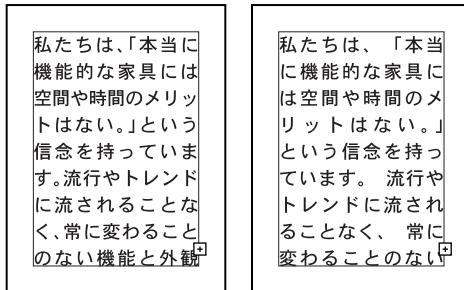 私たちは、「本当に
機能的な家具には
空間や時間のメリッ
トはない。」という
信念を持っていま
す。流行やトレンド
に流されることな
く、常に変わること
のない機能と外観
私たちは、「本当
に機能的な家具に
は空間や時間のメ
リットはない。」
という信念を持っ
ています。 流行や
トレンドに流され
ることなく、 常に
変わることのない